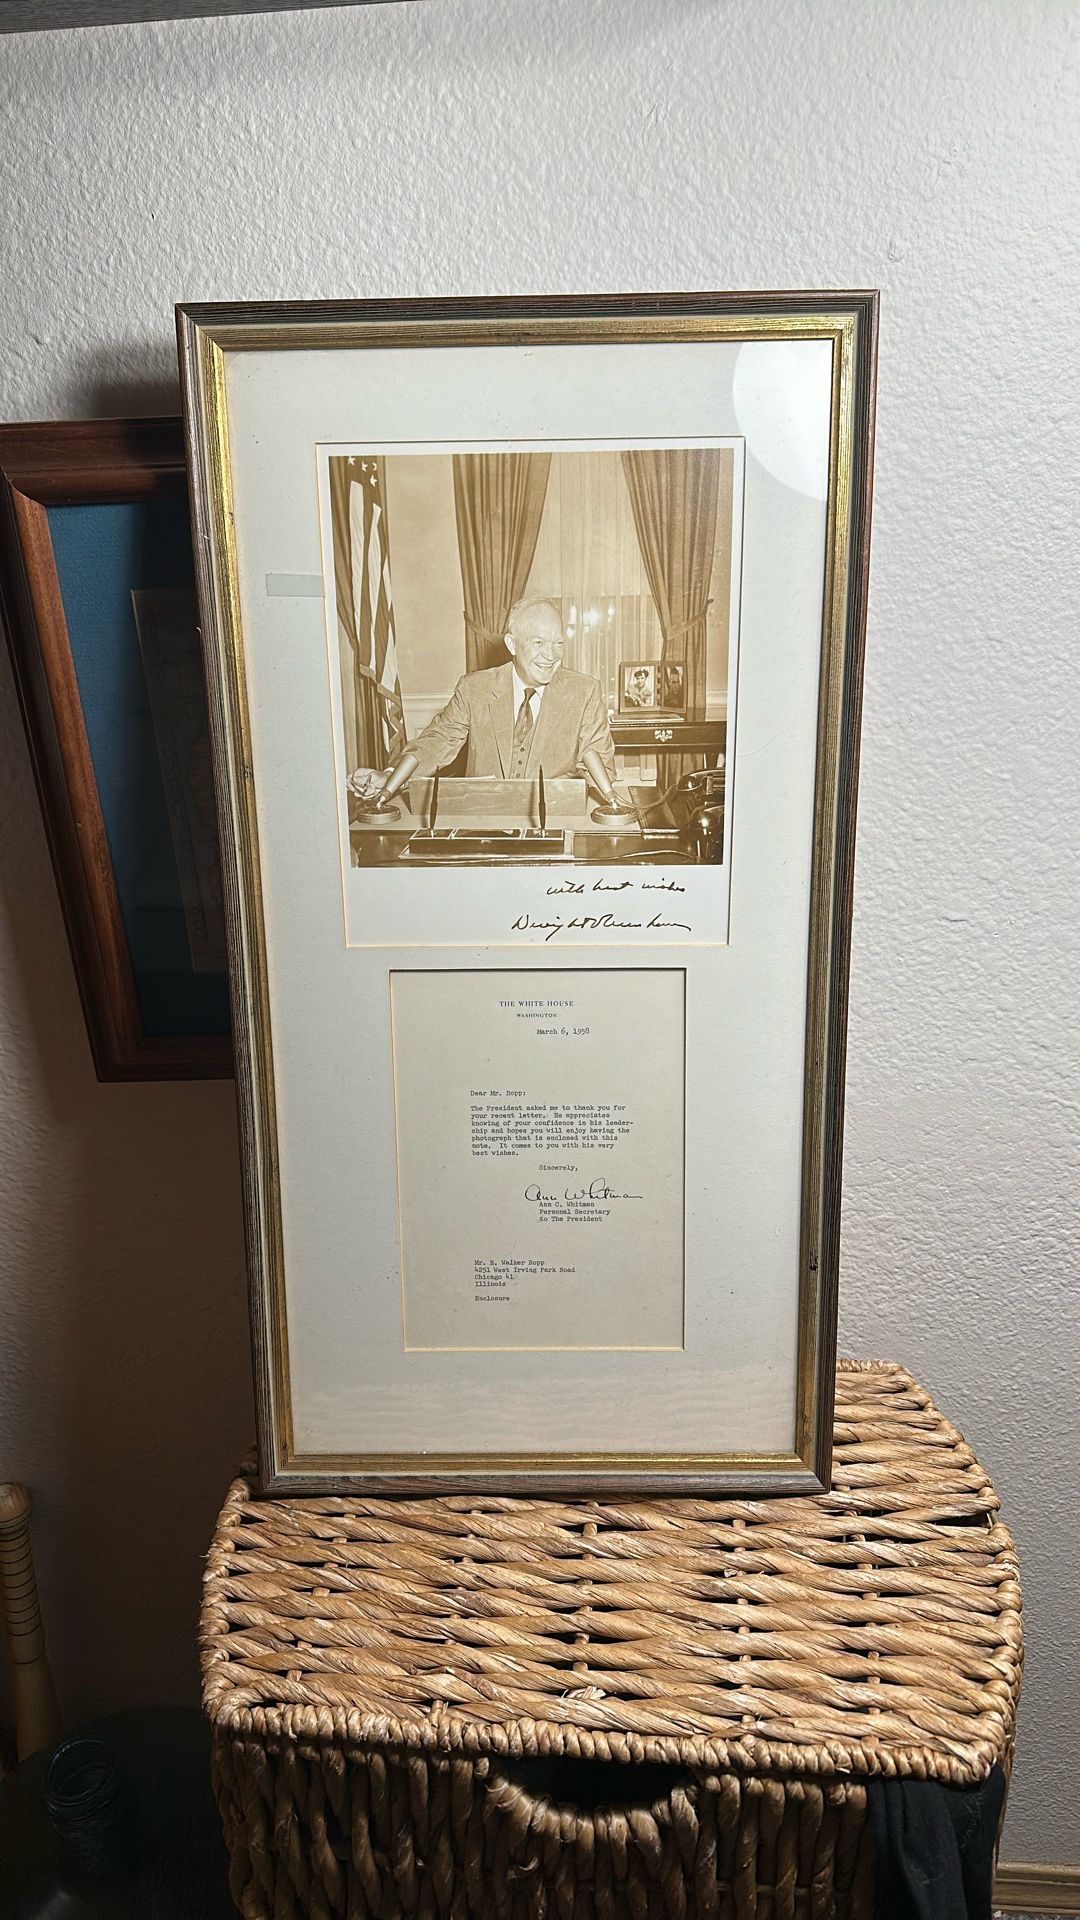 with best wishes
Dwight Eisenhower
THE WHITE HOUSE
WASHINGTON
March 6, 1958
Dear Mr. Ropp:
The President asked me to thank you for
your recent letter. He appreciates
knowing of your confidence in his leader-
ship and hopes you will enjoy having the
photograph that is enclosed with this
note. It comes to you with his very
best wishes.
Sincerely,
Ann Whitman
Ann C. Whitman
Personal Secretary
to The President
Mr. E. Walker Ropp
4251 West Irving Park Road
Chicago 41
Illinois
Enclosure